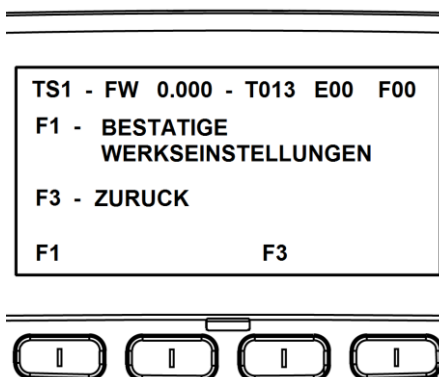 TS1 - FW 0.000 - T013 E00 F00
F1 - BESTATIGE
WERKSEINSTELLUNGEN
F3 - ZURUCK
F1 F3